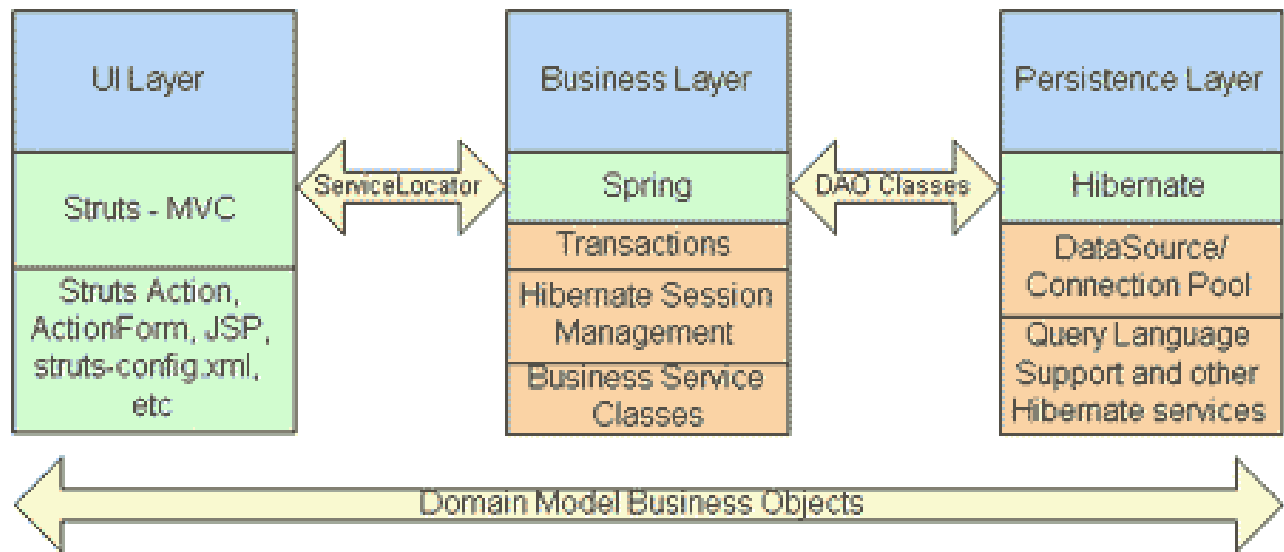 UI Layer
Struts - MVC
Struts Action,
ActionForm, JSP,
struts-config.xml,
etc
ServiceLocator
Business Layer
Spring
Transactions
Hibernate Session
Management
Business Service
Classes
DAO Classes
Persistence Layer
Hibernate
DataSource/
Connection Pool
Query Language
Support and other
Hibernate services
Domain Model Business Objects